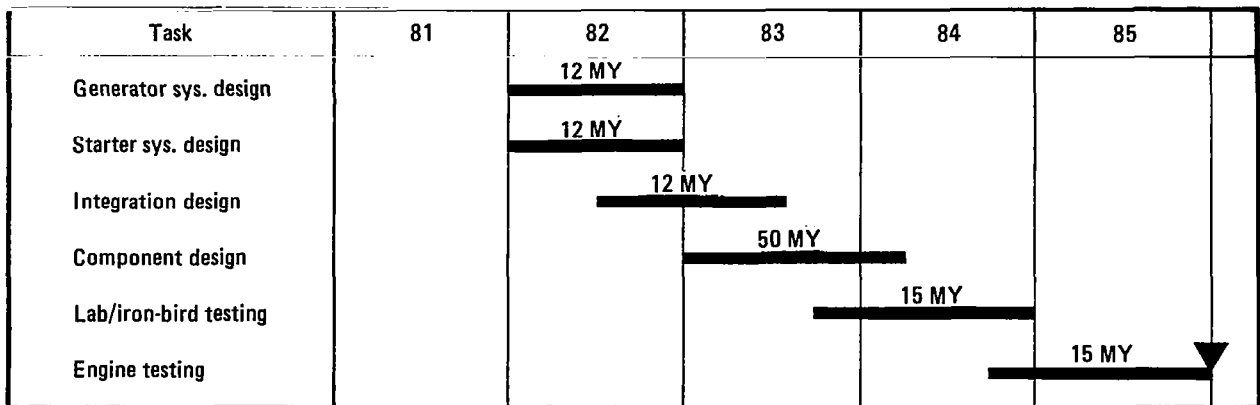 Task 81 82 83 84 85
12 MY
Generator sys. design
12 MY
Starter sys. design
12 MY
Integration design
50 MY
Component design
15 MY
Lab/iron-bird testing
15 MY
Engine testing